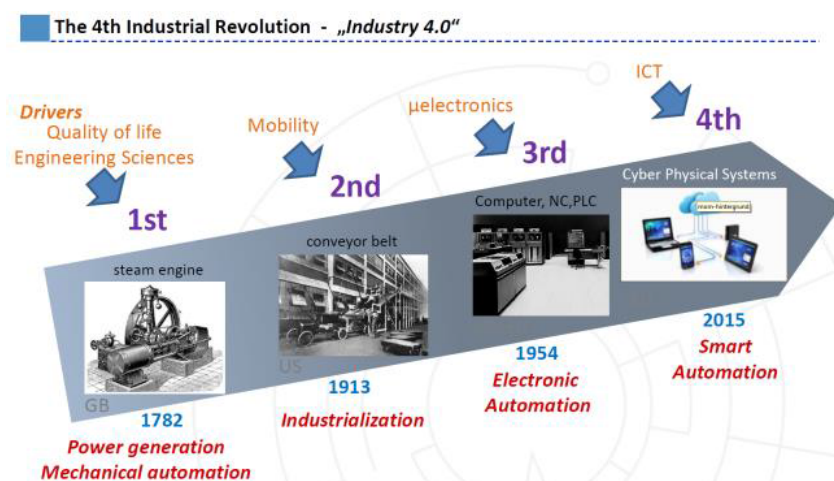 The 4th Industrial Revolution - „Industry 4.0“
Drivers
Quality of life
Engineering Sciences
1st
steam engine
GB
1782
Power generation
Mechanical automation
Mobility
2nd
conveyor belt
US
1913
Industrialization
µelectronics
3rd
Computer, NC,PLC
1954
Electronic
Automation
ICT
4th
Cyber Physical Systems
2015
Smart
Automation